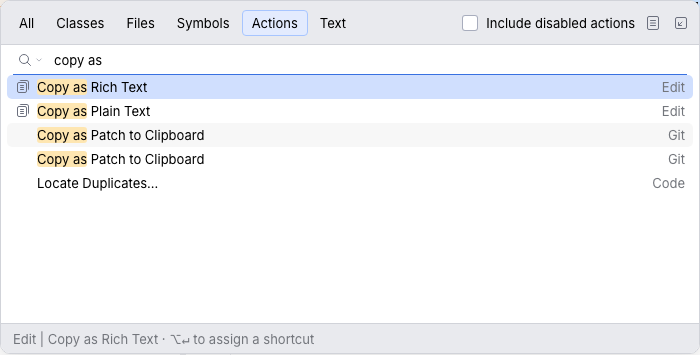 All Classes Files Symbols Actions Text Include disabled actions
copy as
Copy as Rich Text Edit
Copy as Plain Text Edit
Copy as Patch to Clipboard Git
Copy as Patch to Clipboard Git
Locate Duplicates... Code
Edit | Copy as Rich Text · ⌥↵ to assign a shortcut